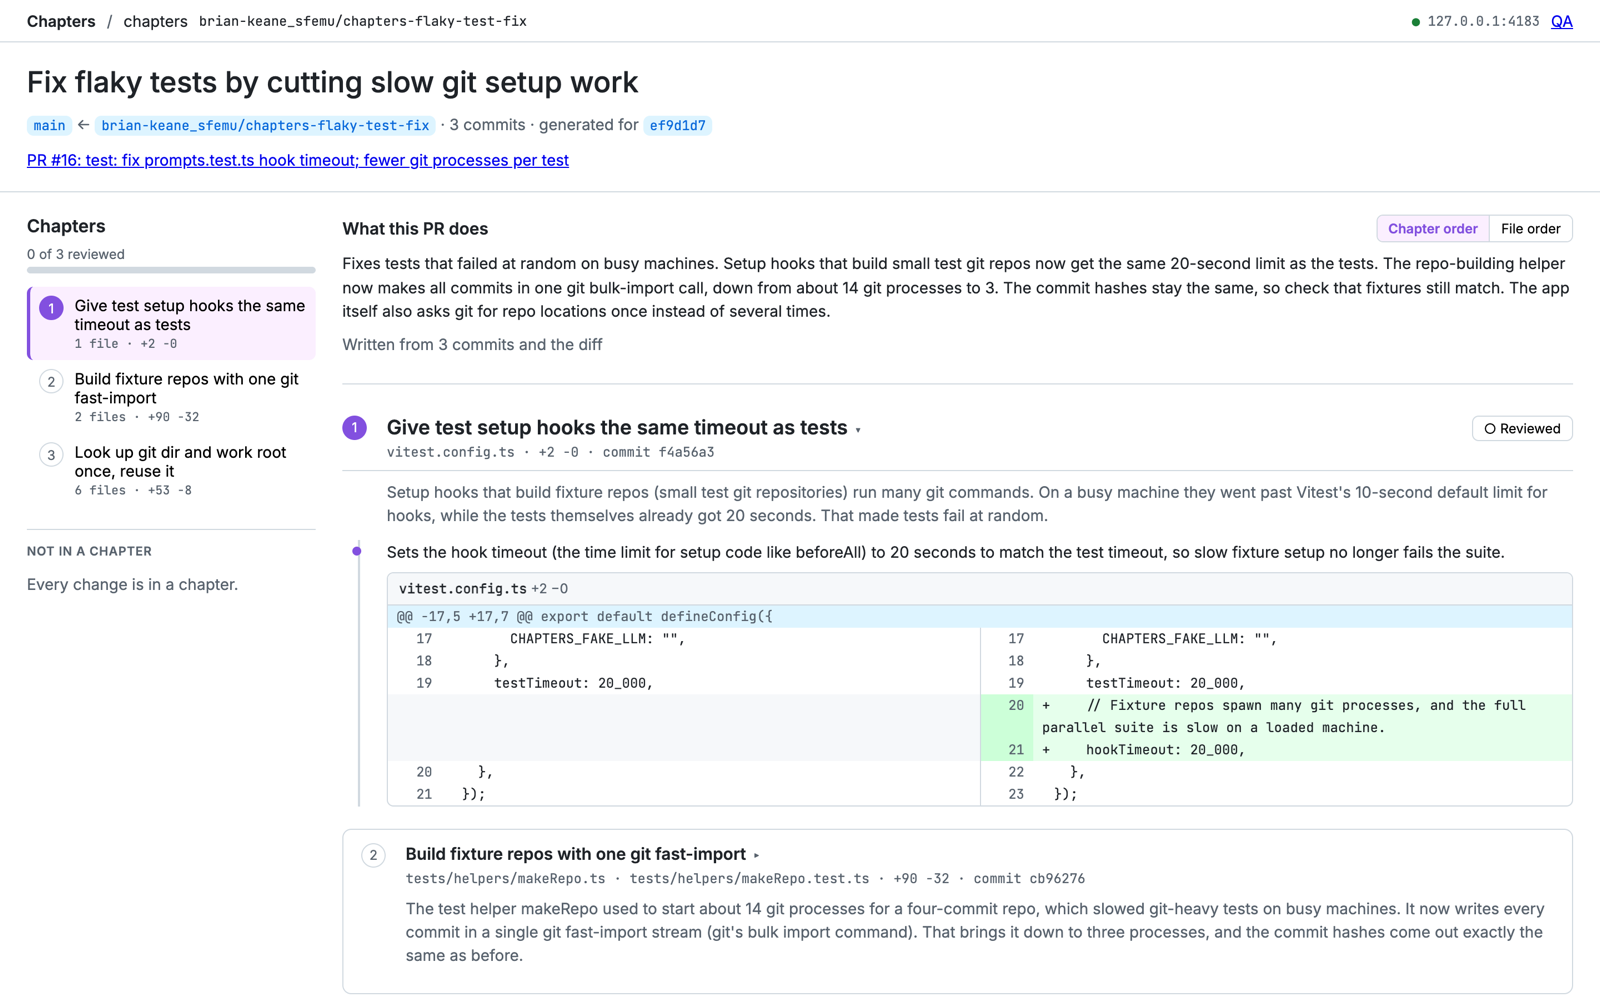 Chapters / chapters brian-keane_sfemu/chapters-flaky-test-fix
127.0.0.1:4183 QA
Fix flaky tests by cutting slow git setup work
main ← brian-keane_sfemu/chapters-flaky-test-fix · 3 commits · generated for ef9d1d7
PR #16: test: fix prompts.test.ts hook timeout; fewer git processes per test
Chapters
0 of 3 reviewed
1 Give test setup hooks the same
timeout as tests
1 file · +2 -0
2 Build fixture repos with one git
fast-import
2 files · +90 -32
3 Look up git dir and work root
once, reuse it
6 files · +53 -8
NOT IN A CHAPTER
Every change is in a chapter.
What this PR does
Chapter order File order
Fixes tests that failed at random on busy machines. Setup hooks that build small test git repos now get the same 20-second limit as the tests. The repo-building helper
now makes all commits in one git bulk-import call, down from about 14 git processes to 3. The commit hashes stay the same, so check that fixtures still match. The app
itself also asks git for repo locations once instead of several times.
Written from 3 commits and the diff
1 Give test setup hooks the same timeout as tests ▾
Reviewed
vitest.config.ts · +2 -0 · commit f4a56a3
Setup hooks that build fixture repos (small test git repositories) run many git commands. On a busy machine they went past Vitest's 10-second default limit for
hooks, while the tests themselves already got 20 seconds. That made tests fail at random.
Sets the hook timeout (the time limit for setup code like beforeAll) to 20 seconds to match the test timeout, so slow fixture setup no longer fails the suite.
vitest.config.ts +2 −0
@@ -17,5 +17,7 @@ export default defineConfig({
17 CHAPTERS_FAKE_LLM: "", 17 CHAPTERS_FAKE_LLM: "",
18 }, 18 },
19 testTimeout: 20_000, 19 testTimeout: 20_000,
20 + // Fixture repos spawn many git processes, and the full
parallel suite is slow on a loaded machine.
21 + hookTimeout: 20_000,
20 }, 22 },
21 }); 23 });
2 Build fixture repos with one git fast-import ▸
tests/helpers/makeRepo.ts · tests/helpers/makeRepo.test.ts · +90 -32 · commit cb96276
The test helper makeRepo used to start about 14 git processes for a four-commit repo, which slowed git-heavy tests on busy machines. It now writes every
commit in a single git fast-import stream (git's bulk import command). That brings it down to three processes, and the commit hashes come out exactly the
same as before.